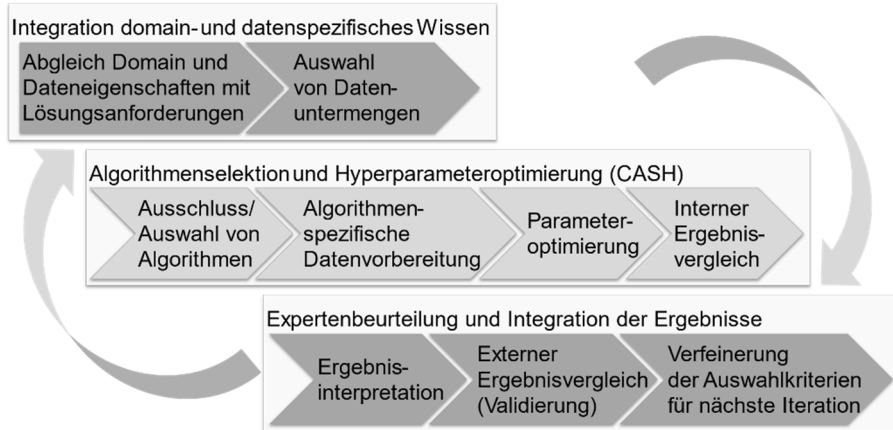 Integration domain-und datenspezifisches Wissen
Abgleich Domain und
Dateneigenschaften mit
Lösungsanforderungen
Auswahl
von Daten-
untermengen
Algorithmenselektion und Hyperparameteroptimierung (CASH)
Ausschluss/
Auswahl von
Algorithmen
Algorithmen-
spezifische
Datenvorbereitung
Parameter-
optimierung
Interner
Ergebnis-
vergleich
Expertenbeurteilung und Integration der Ergebnisse
Ergebnis-
interpretation
Externer
Ergebnisvergleich
(Validierung)
Verfeinerung
der Auswahlkriterien
für nächste Iteration